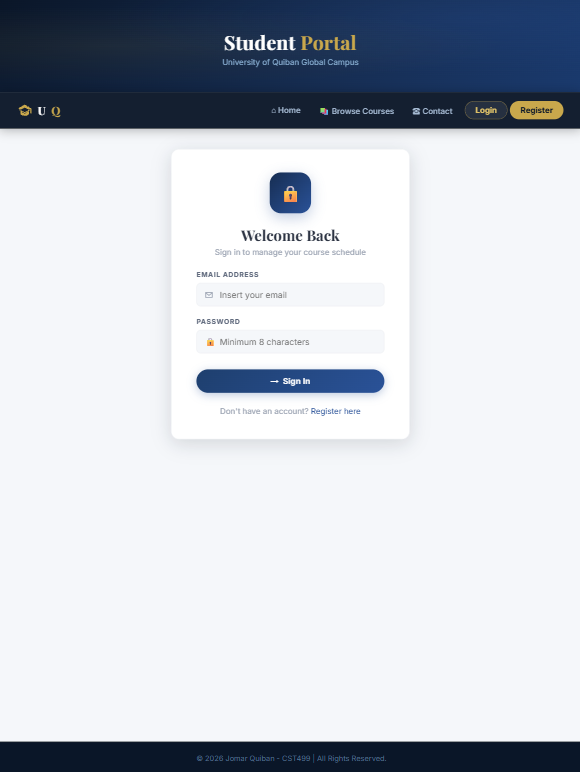 Student Portal
University of Quiban Global Campus
U Q
Home
Browse Courses
Contact
Login
Register
Welcome Back
Sign in to manage your course schedule
EMAIL ADDRESS
Insert your email
PASSWORD
Minimum 8 characters
→ Sign In
Don't have an account? Register here
© 2026 Jomar Quiban - CST499 | All Rights Reserved.